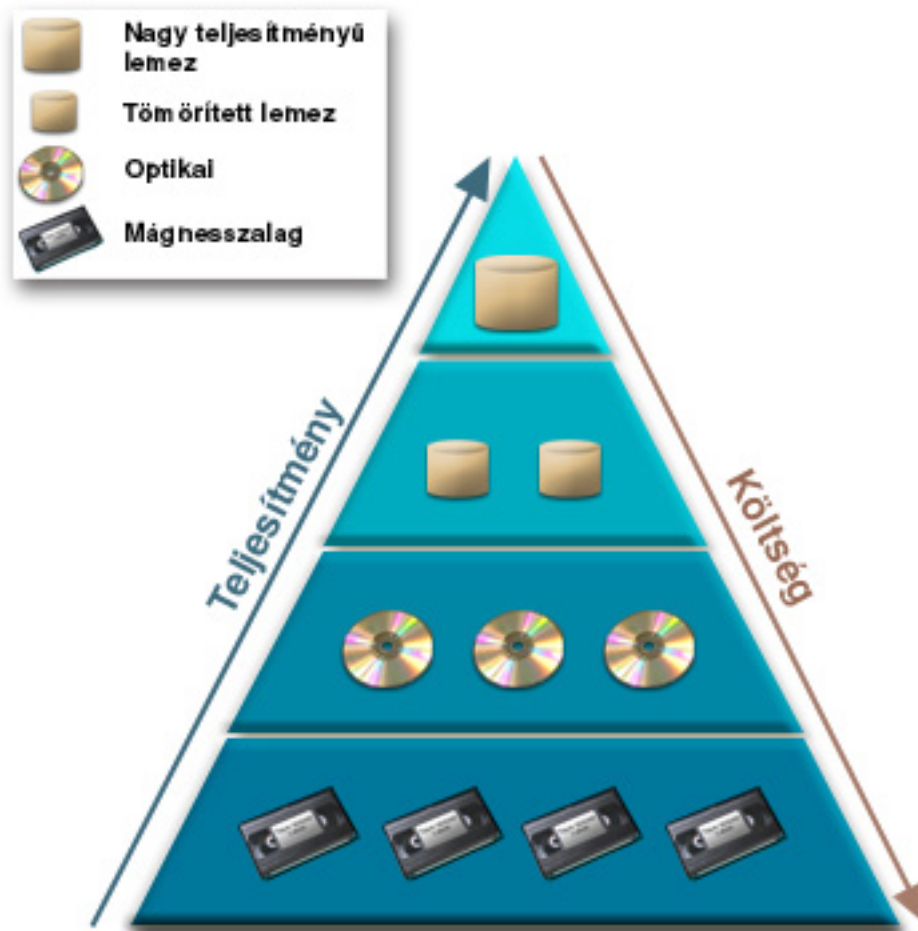 Nagy teljesítményű
lemez
Tömörített lemez
Optikai
Mágnesszalag
Teljesítmény
Költség